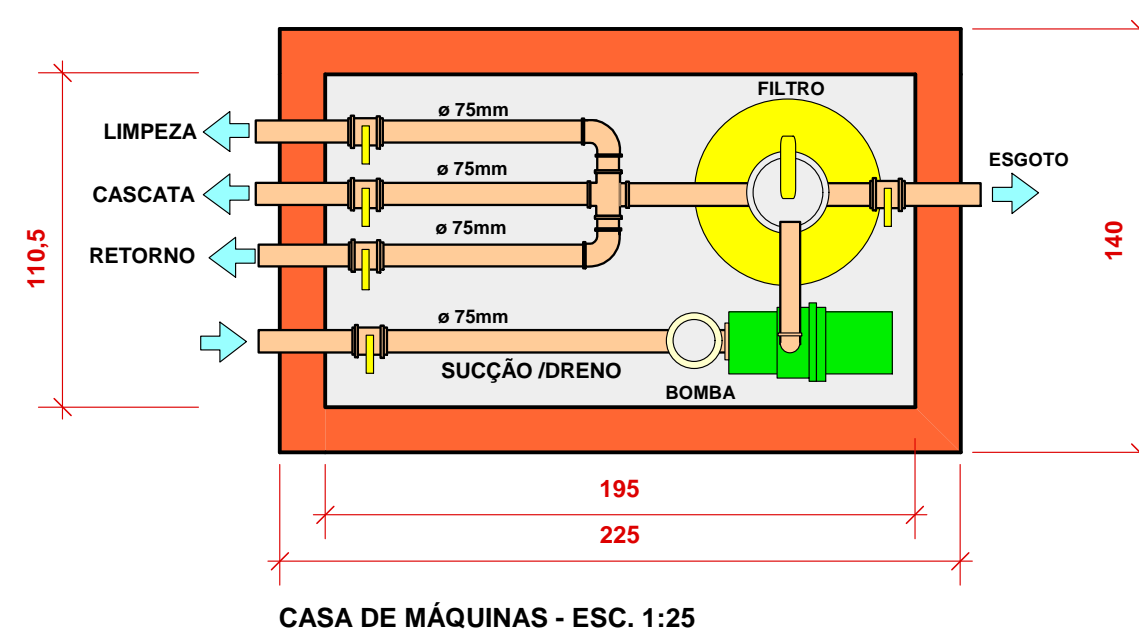 FILTRO
ø 75mm
LIMPEZA
ESGOTO
ø 75mm
CASCATA
ø 75mm
RETORNO
110,5
140
ø 75mm
SUCÇÃO /DRENO
BOMBA
195
225
CASA DE MÁQUINAS - ESC. 1:25